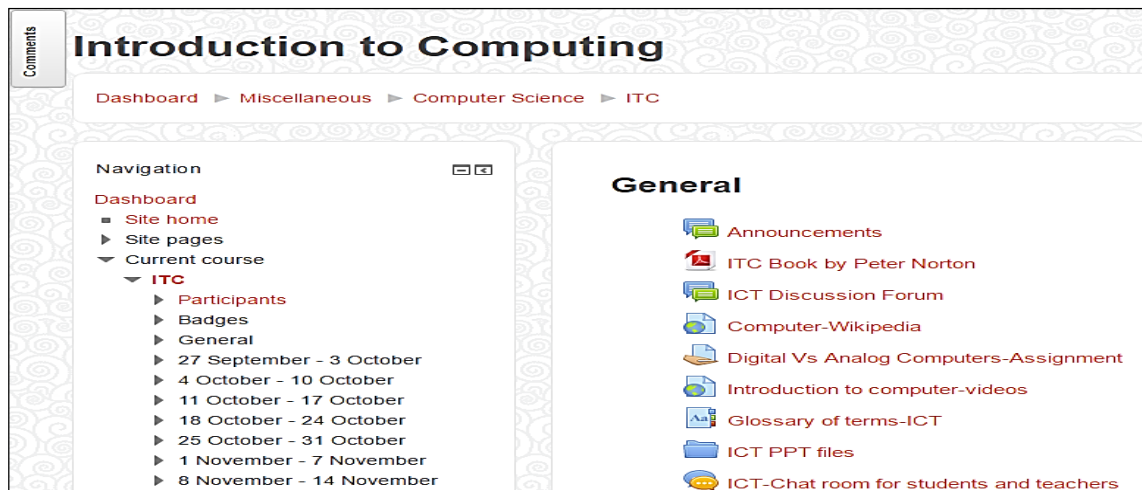 Comments
Introduction to Computing
Dashboard ► Miscellaneous ► Computer Science ► ITC
Navigation
Dashboard
Site home
Site pages
Current course
ITC
Participants
Badges
General
27 September - 3 October
4 October - 10 October
11 October - 17 October
18 October - 24 October
25 October - 31 October
1 November - 7 November
8 November - 14 November
General
Announcements
ITC Book by Peter Norton
ICT Discussion Forum
Computer-Wikipedia
Digital Vs Analog Computers-Assignment
Introduction to computer-videos
Glossary of terms-ICT
ICT PPT files
ICT-Chat room for students and teachers